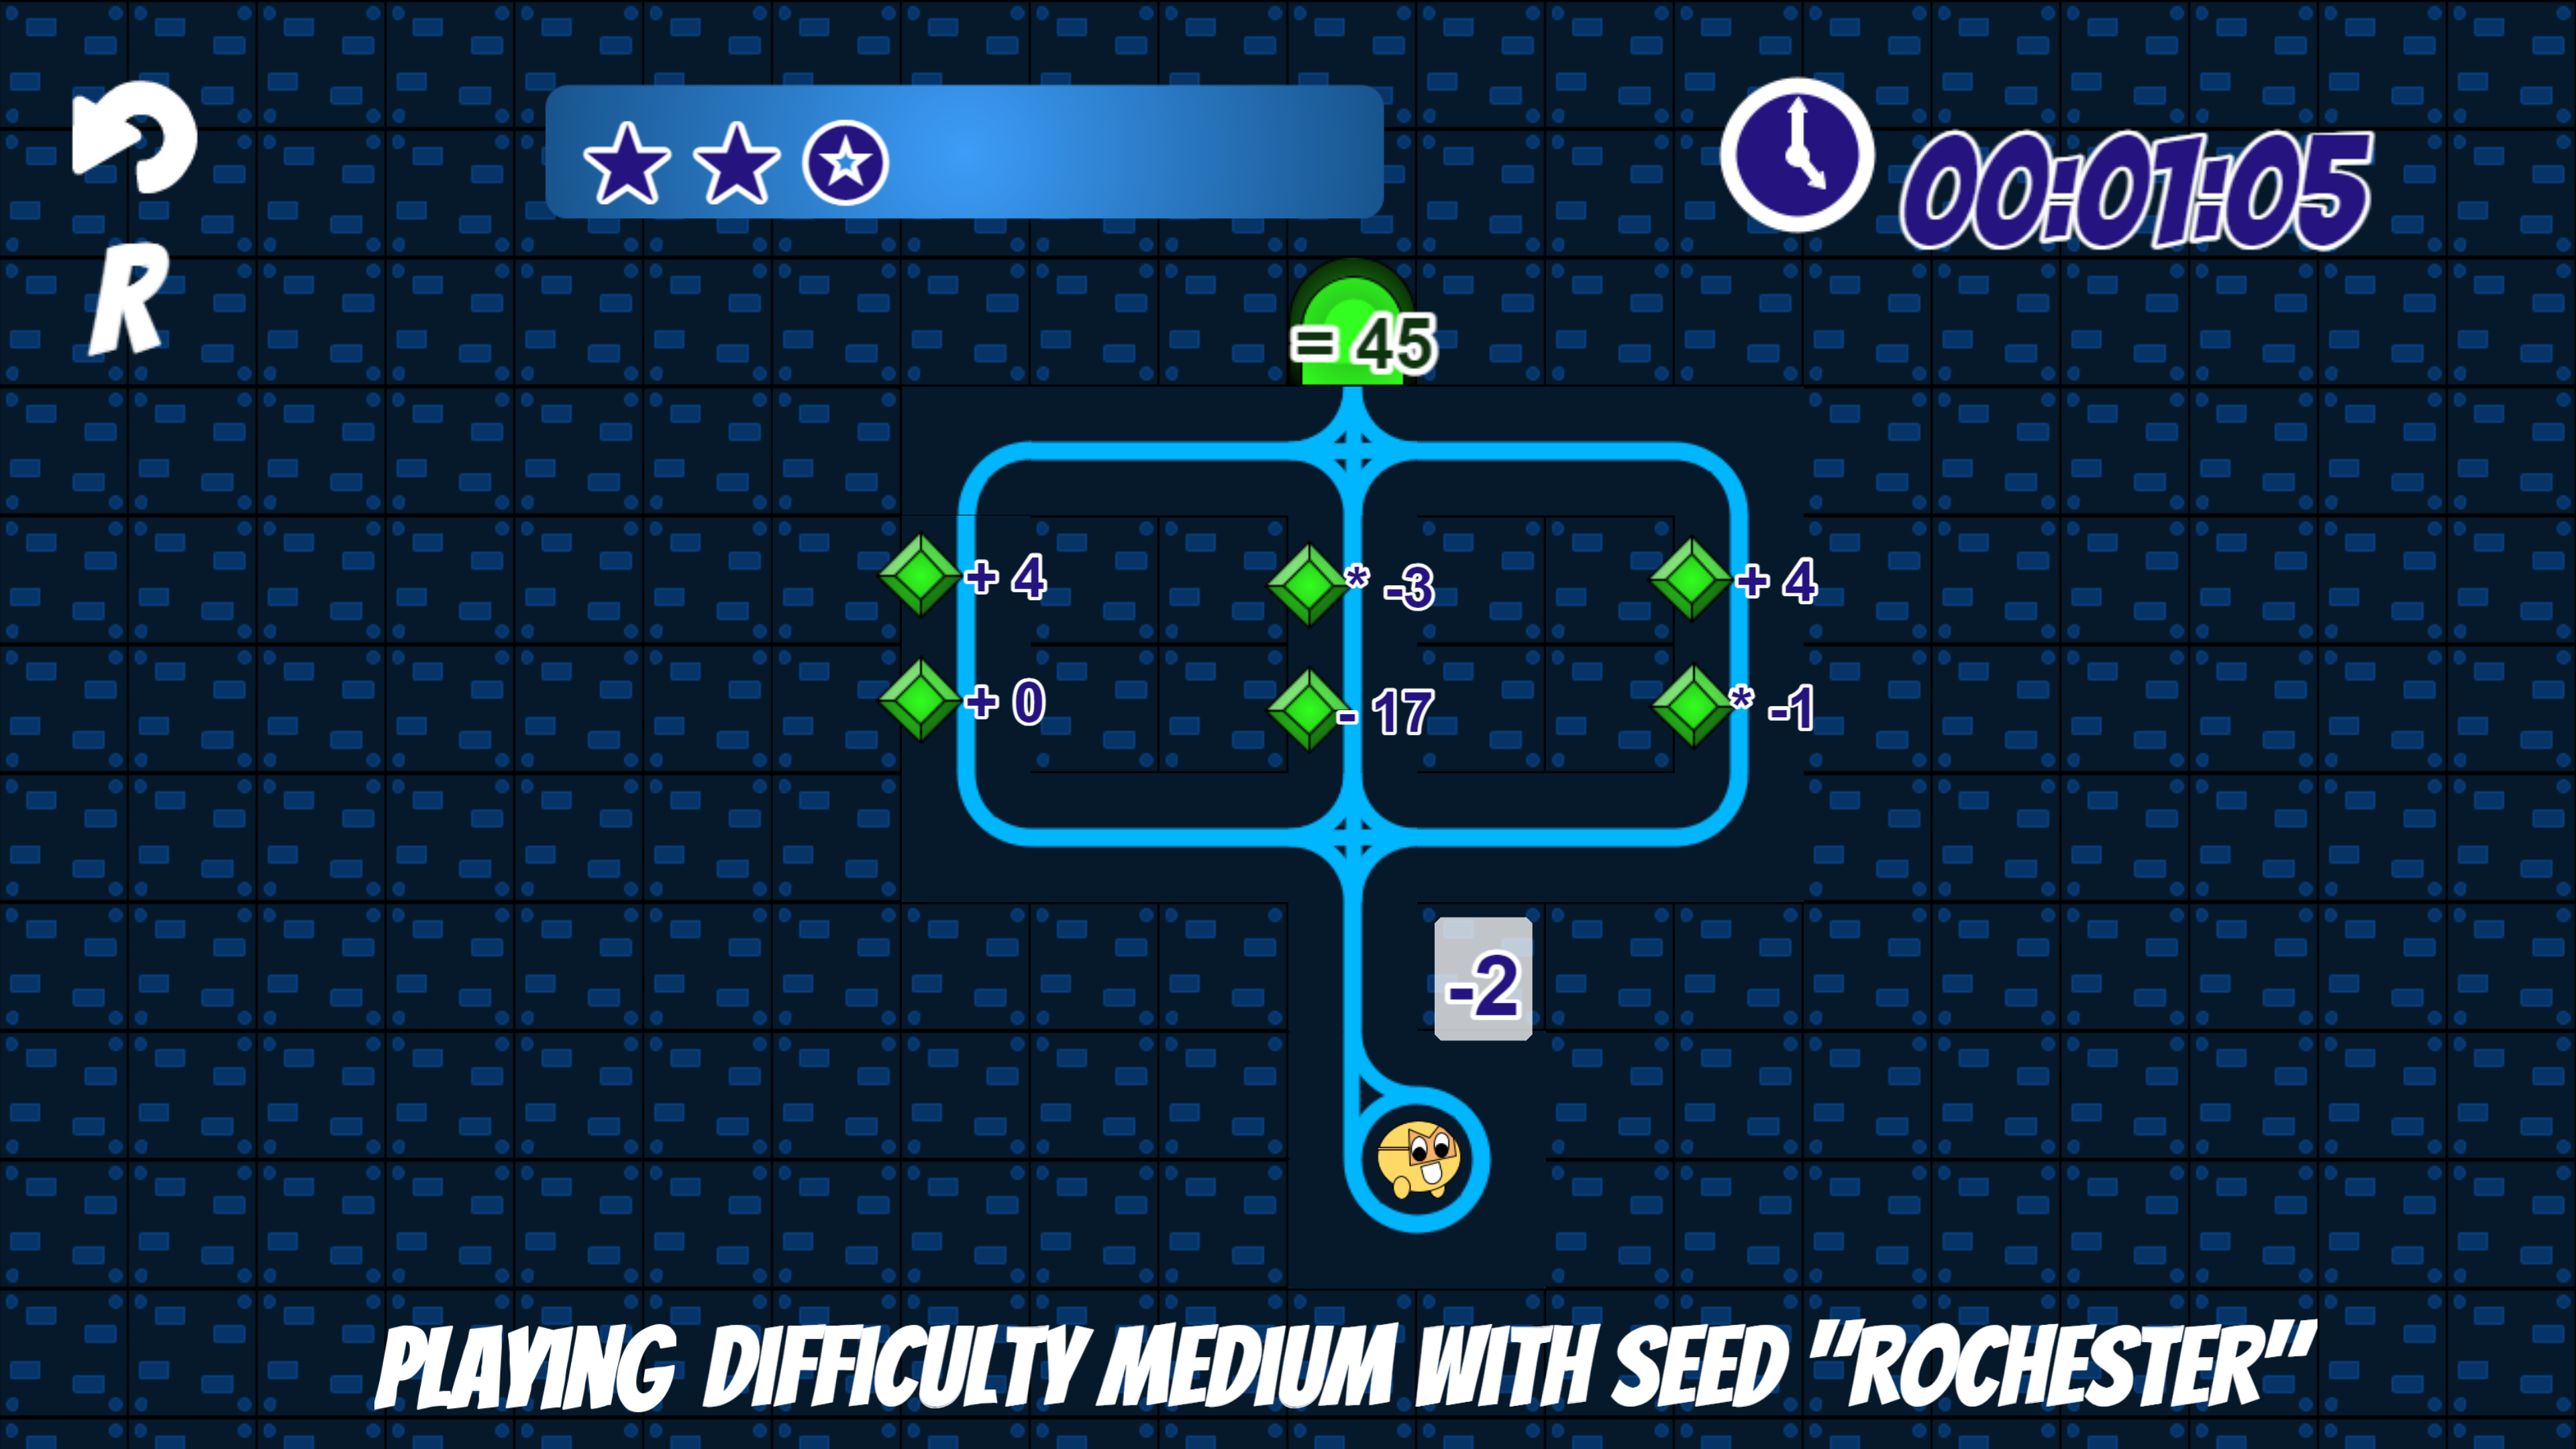 00:01:05
R
= 45
+ 4 * -3 + 4
+ 0 - 17 * -1
-2
PLAYING DIFFICULTY MEDIUM WITH SEED "ROCHESTER"